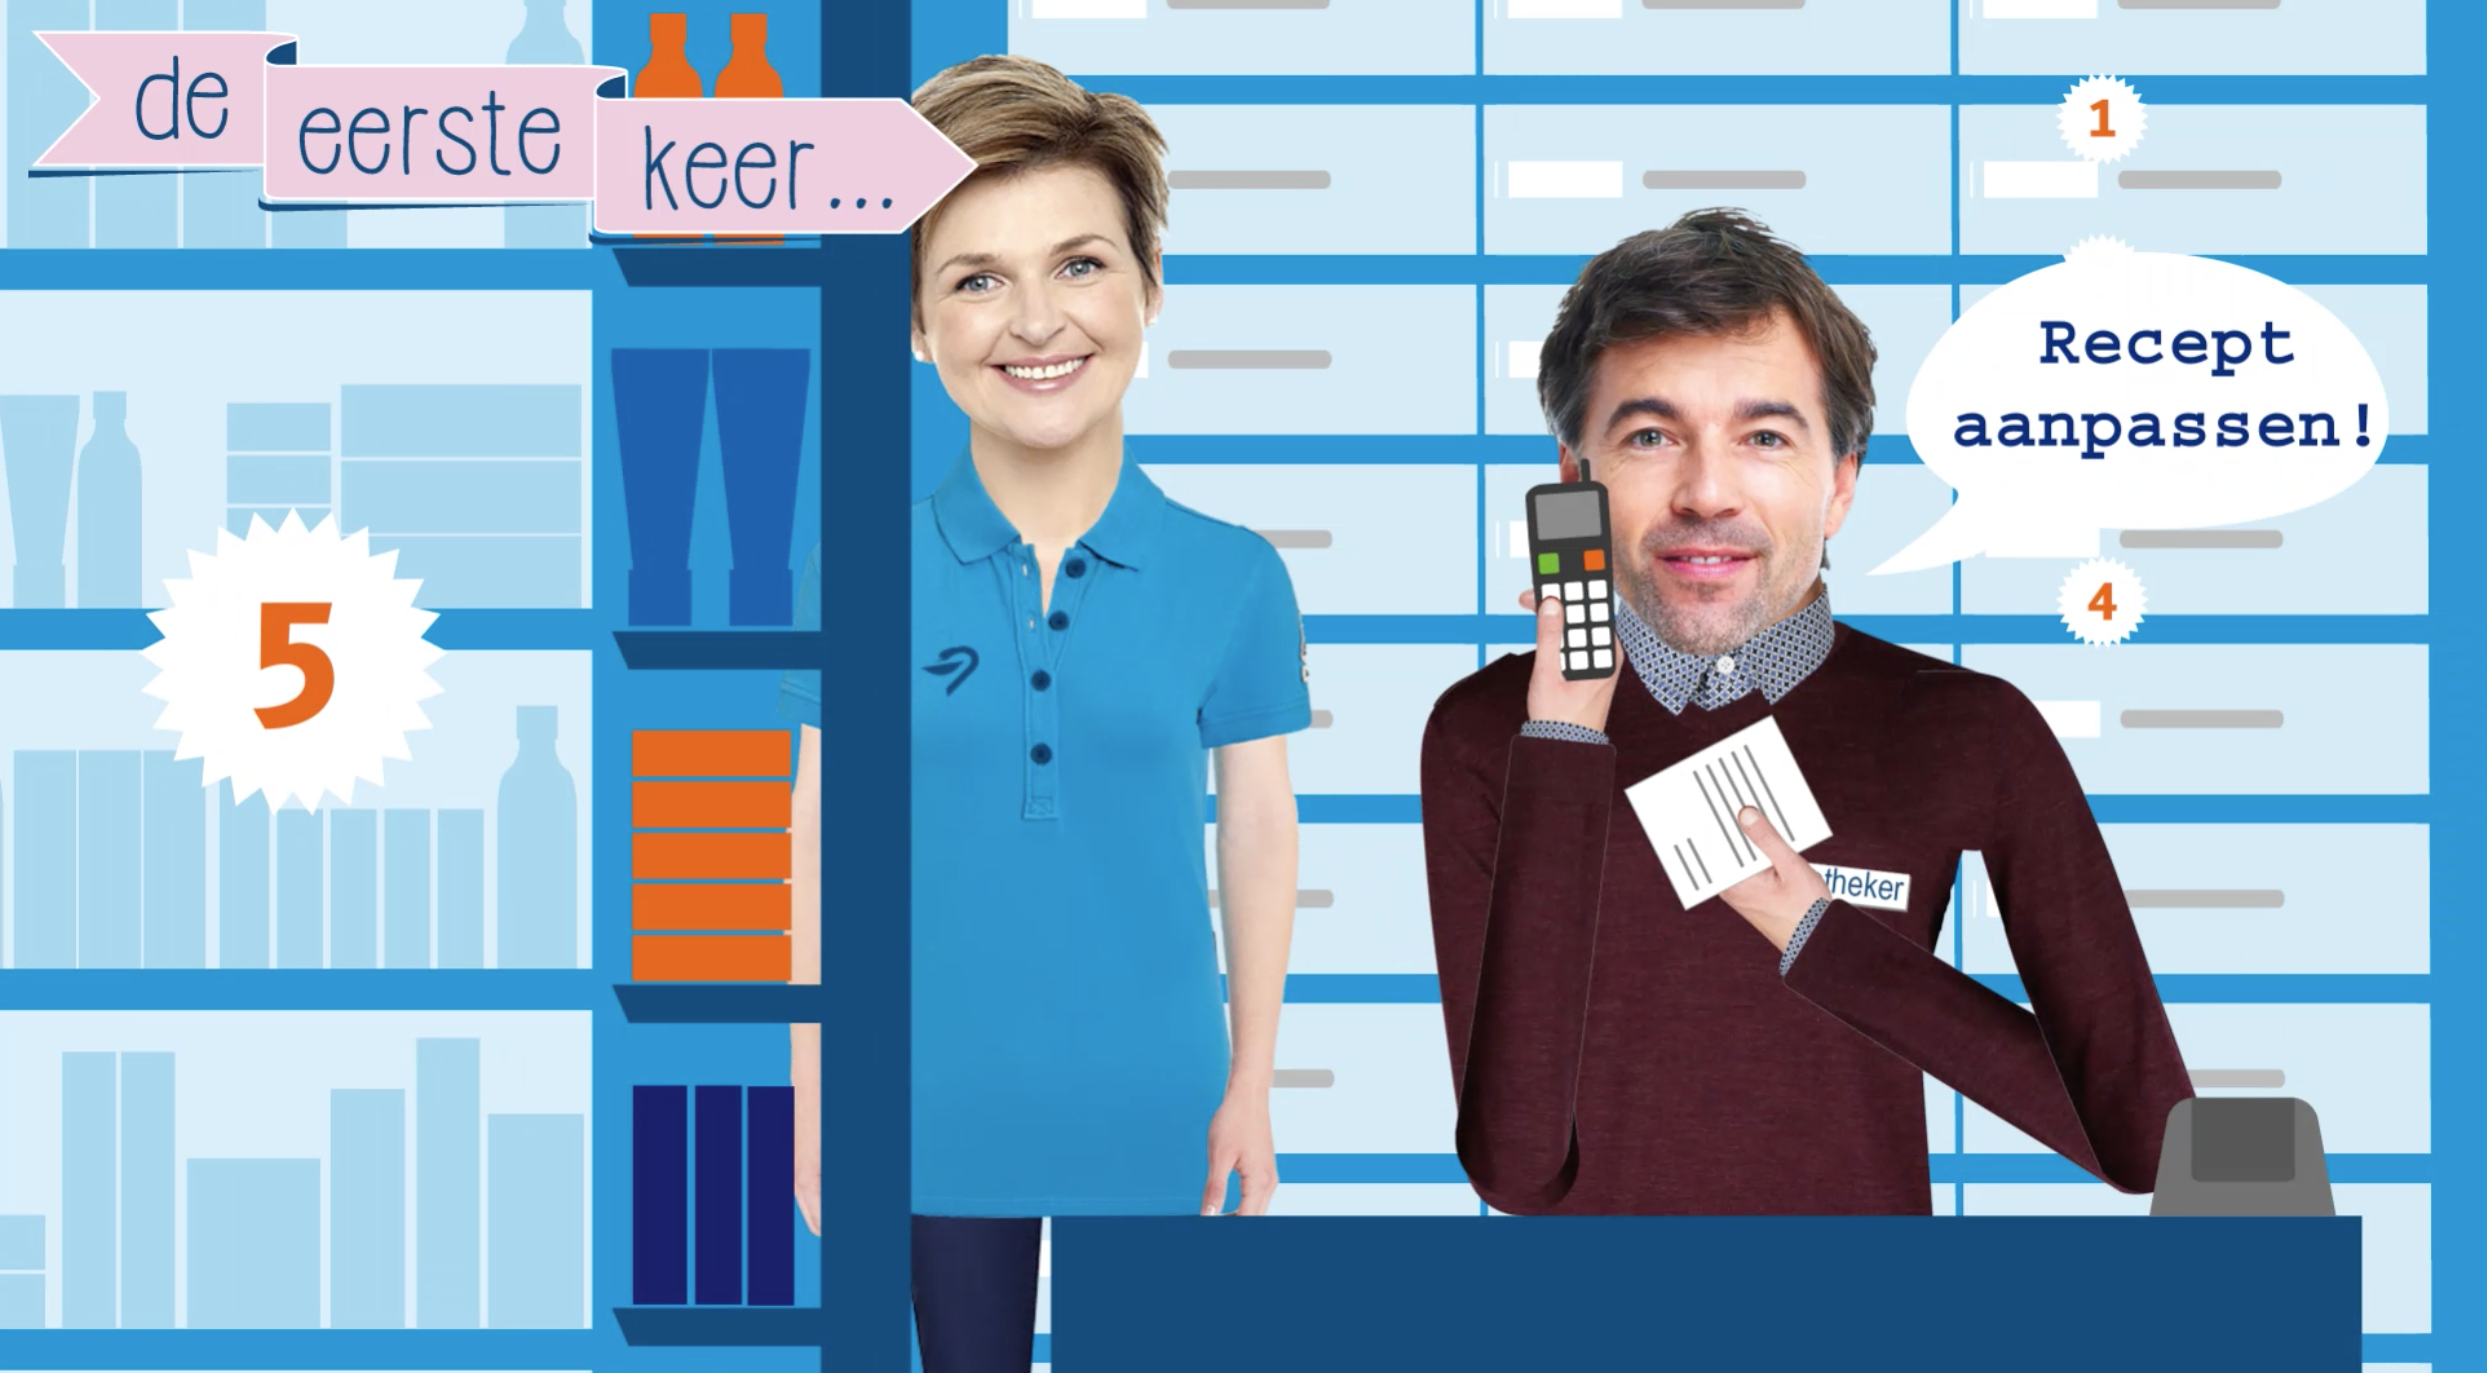 de
eerste
keer...
1
Recept
aanpassen!
4
5
theker